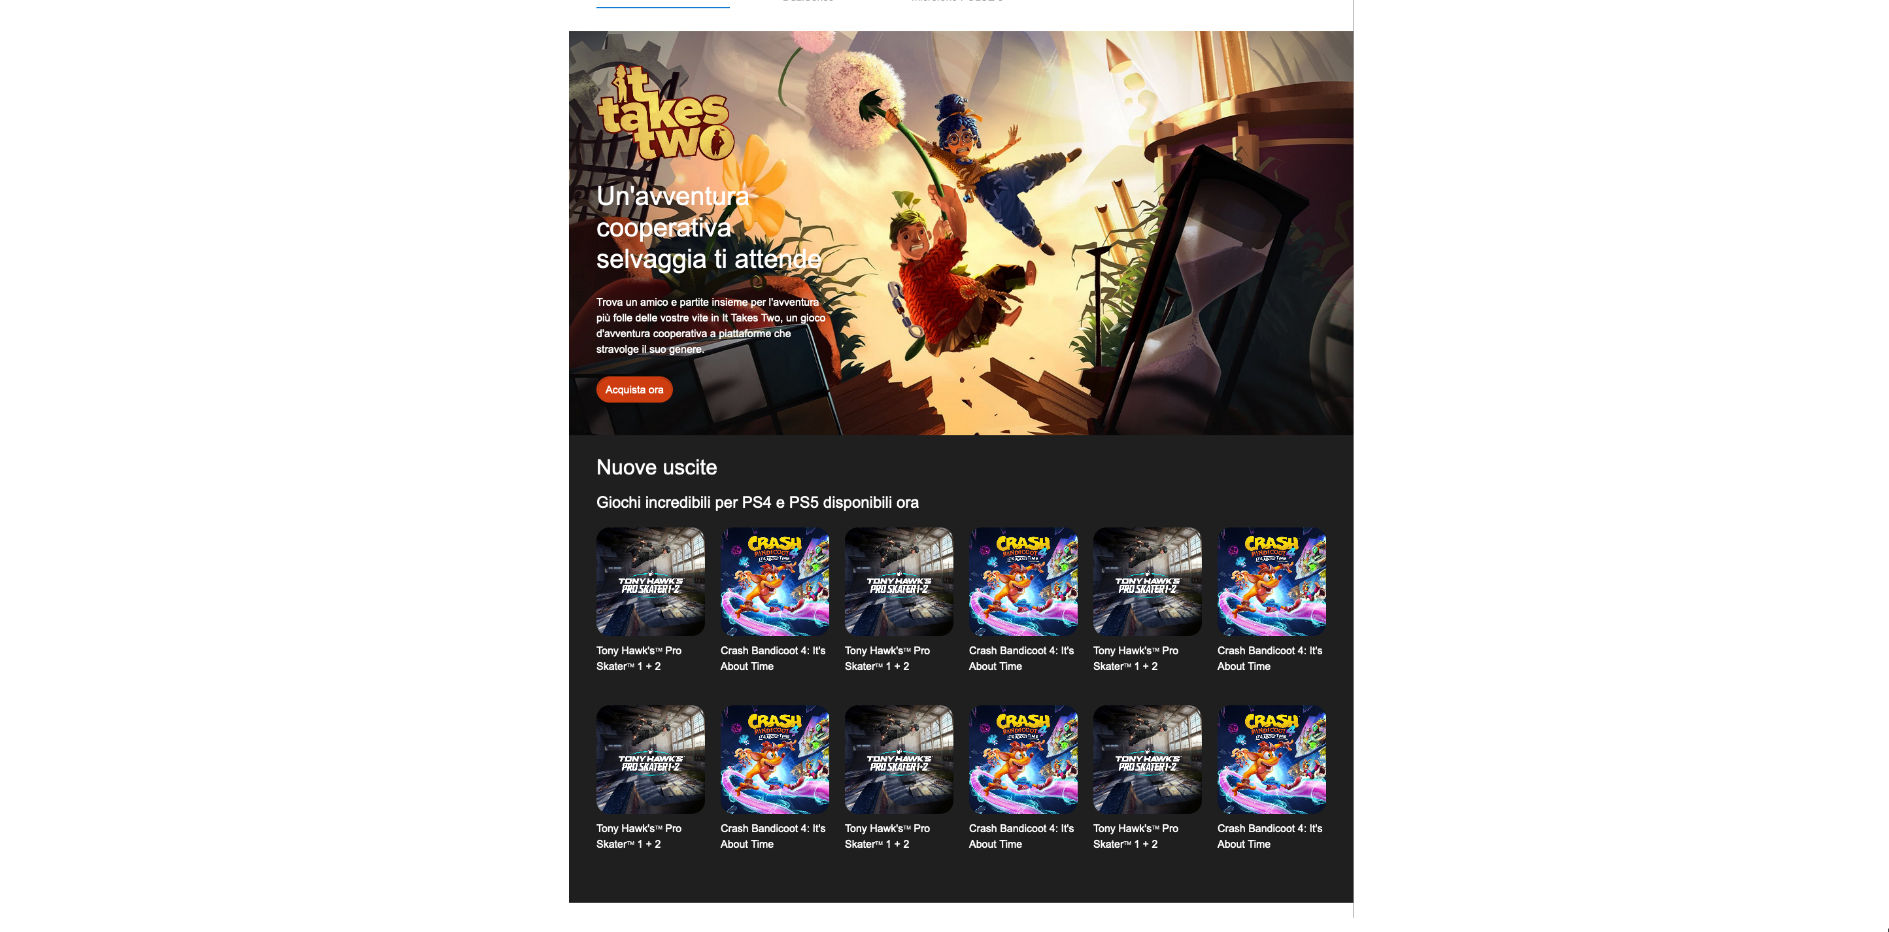 it
takes
two
Un'avventura
cooperativa
selvaggia ti attende
Trova un amico e partite insieme per l'avventura
più folle delle vostre vite in It Takes Two, un gioco
d'avventura cooperativa a piattaforme che
stravolge il suo genere.
Acquista ora
Nuove uscite
Giochi incredibili per PS4 e PS5 disponibili ora
TONY HAWK'S
PRO SKATER 1+2
CRASH
BANDICOOT 4
IT'S ABOUT TIME
TONY HAWK'S
PRO SKATER 1+2
CRASH
BANDICOOT 4
IT'S ABOUT TIME
TONY HAWK'S
PRO SKATER 1+2
CRASH
BANDICOOT 4
IT'S ABOUT TIME
Tony Hawk's™ Pro
Skater™ 1 + 2
Crash Bandicoot 4: It's
About Time
Tony Hawk's™ Pro
Skater™ 1 + 2
Crash Bandicoot 4: It's
About Time
Tony Hawk's™ Pro
Skater™ 1 + 2
Crash Bandicoot 4: It's
About Time
TONY HAWK'S
PRO SKATER 1+2
CRASH
BANDICOOT 4
IT'S ABOUT TIME
TONY HAWK'S
PRO SKATER 1+2
CRASH
BANDICOOT 4
IT'S ABOUT TIME
TONY HAWK'S
PRO SKATER 1+2
CRASH
BANDICOOT 4
IT'S ABOUT TIME
Tony Hawk's™ Pro
Skater™ 1 + 2
Crash Bandicoot 4: It's
About Time
Tony Hawk's™ Pro
Skater™ 1 + 2
Crash Bandicoot 4: It's
About Time
Tony Hawk's™ Pro
Skater™ 1 + 2
Crash Bandicoot 4: It's
About Time